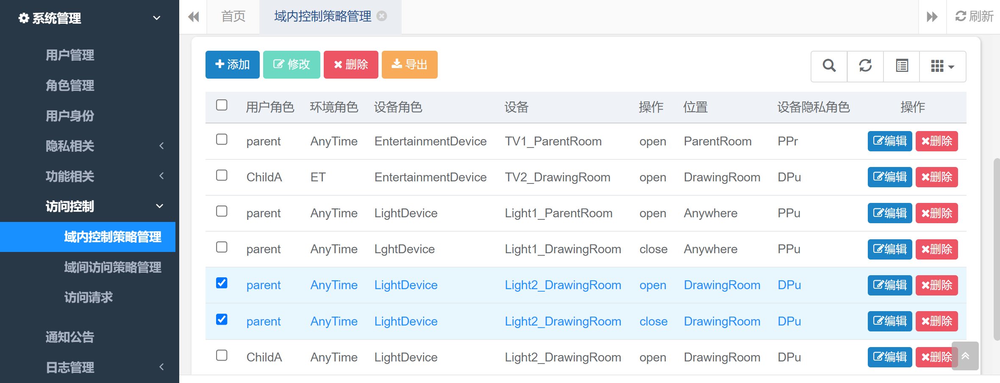 系统管理
用户管理
角色管理
用户身份
隐私相关
功能相关
访问控制
域内控制策略管理
域间访问策略管理
访问请求
通知公告
日志管理
首页 域内控制策略管理 刷新
添加 修改 删除 导出
用户角色 环境角色 设备角色 设备 操作 位置 设备隐私角色 操作
parent AnyTime EntertainmentDevice TV1_ParentRoom open ParentRoom PPr 编辑 删除
ChildA ET EntertainmentDevice TV2_DrawingRoom open DrawingRoom DPu 编辑 删除
parent AnyTime LightDevice Light1_ParentRoom open Anywhere PPu 编辑 删除
parent AnyTime LghtDevice Light1_DrawingRoom close Anywhere PPu 编辑 删除
parent AnyTime LightDevice Light2_DrawingRoom open DrawingRoom DPu 编辑 删除
parent AnyTime LightDevice Light2_DrawingRoom close DrawingRoom DPu 编辑 删除
ChildA AnyTime LightDevice Light2_DrawingRoom open DrawingRoom DPu 编辑 删除